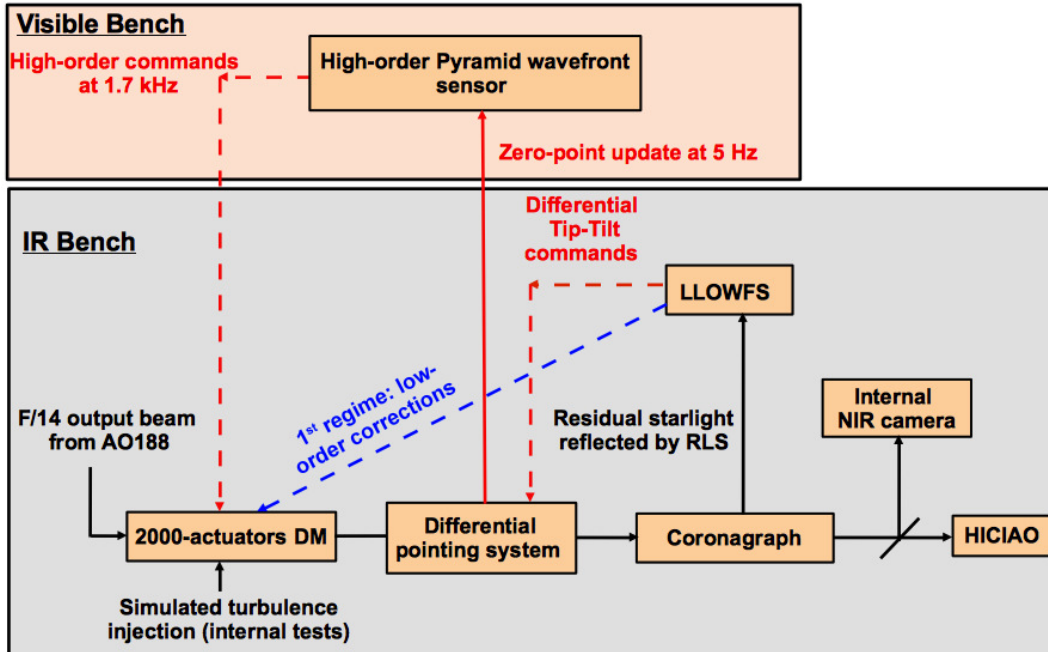 Visible Bench
High-order commands
at 1.7 kHz
High-order Pyramid wavefront
sensor
Zero-point update at 5 Hz
IR Bench
Differential
Tip-Tilt
commands
LLOWFS
1st regime: low-
order corrections
F/14 output beam
from AO188
Residual starlight
reflected by RLS
Internal
NIR camera
2000-actuators DM
Differential
pointing system
Coronagraph
HICIAO
Simulated turbulence
injection (internal tests)